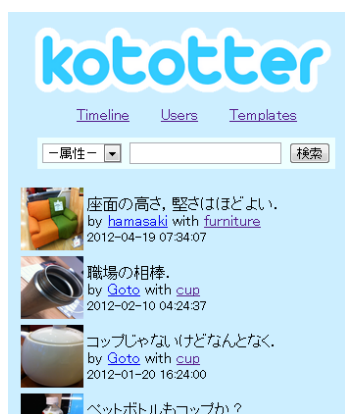 kototter
Timeline Users Templates
－属性－ 検索
座面の高さ, 堅さはほどよい.
by hamasaki with furniture
2012-04-19 07:34:07
職場の相棒.
by Goto with cup
2012-02-10 04:24:37
コップじゃないけどなんとなく.
by Goto with cup
2012-01-20 16:24:00
ペットボトルもコップか？